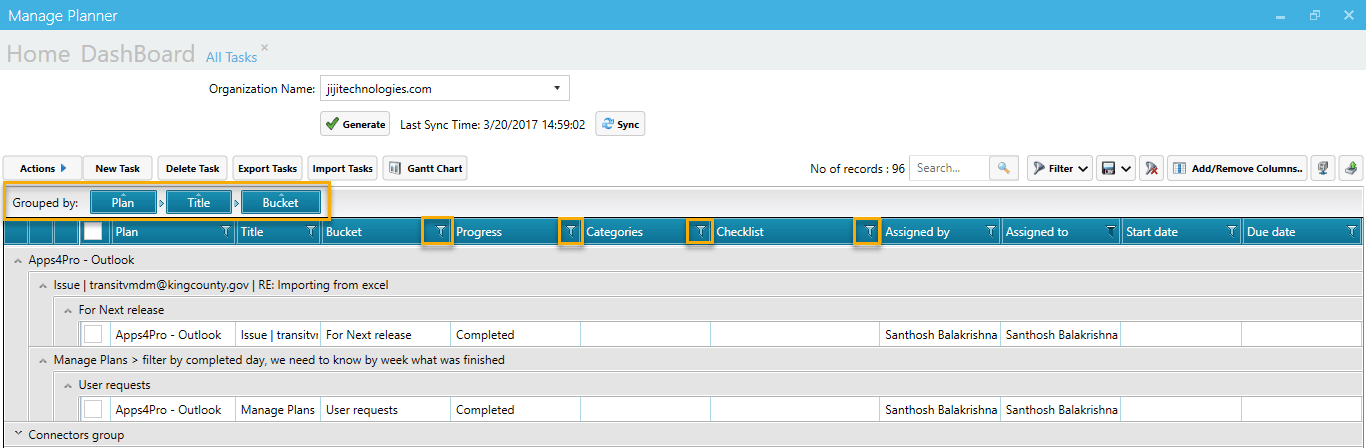 Manage Planner
Home DashBoard All Tasks
Organization Name: jijitechnologies.com
Generate Last Sync Time: 3/20/2017 14:59:02 Sync
Actions New Task Delete Task Export Tasks Import Tasks Gantt Chart No of records : 96 Search... Filter Add/Remove Columns..
Grouped by: Plan Title Bucket
Plan Title Bucket Progress Categories Checklist Assigned by Assigned to Start date Due date
Apps4Pro - Outlook
Issue | transitvmdm@kingcounty.gov | RE: Importing from excel
For Next release
Apps4Pro - Outlook Issue | transitvr For Next release Completed Santhosh Balakrishna Santhosh Balakrishna
Manage Plans > filter by completed day, we need to know by week what was finished
User requests
Apps4Pro - Outlook Manage Plans User requests Completed Santhosh Balakrishna Santhosh Balakrishna
Connectors group